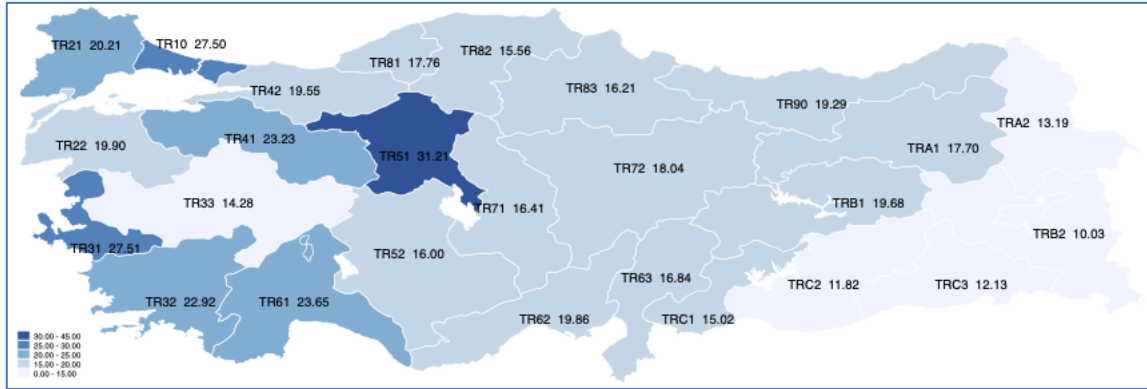 TR21 20.21
TR10 27.50
TR82 15.56
TR81 17.76
TR42 19.55
TR83 16.21
TR90 19.29
TRA2 13.19
TR41 23.23
TR22 19.90
TR51 31.21
TRA1 17.70
TR72 18.04
TR33 14.28
TR71 16.41
TRB1 19.68
TRB2 10.03
TR31 27.51
TR52 16.00
TR63 16.84
TRC2 11.82
TRC3 12.13
TR32 22.92
TR61 23.65
TR62 19.86
TRC1 15.02
30.00 - 45.00
25.00 - 30.00
20.00 - 25.00
15.00 - 20.00
0.00 - 15.00